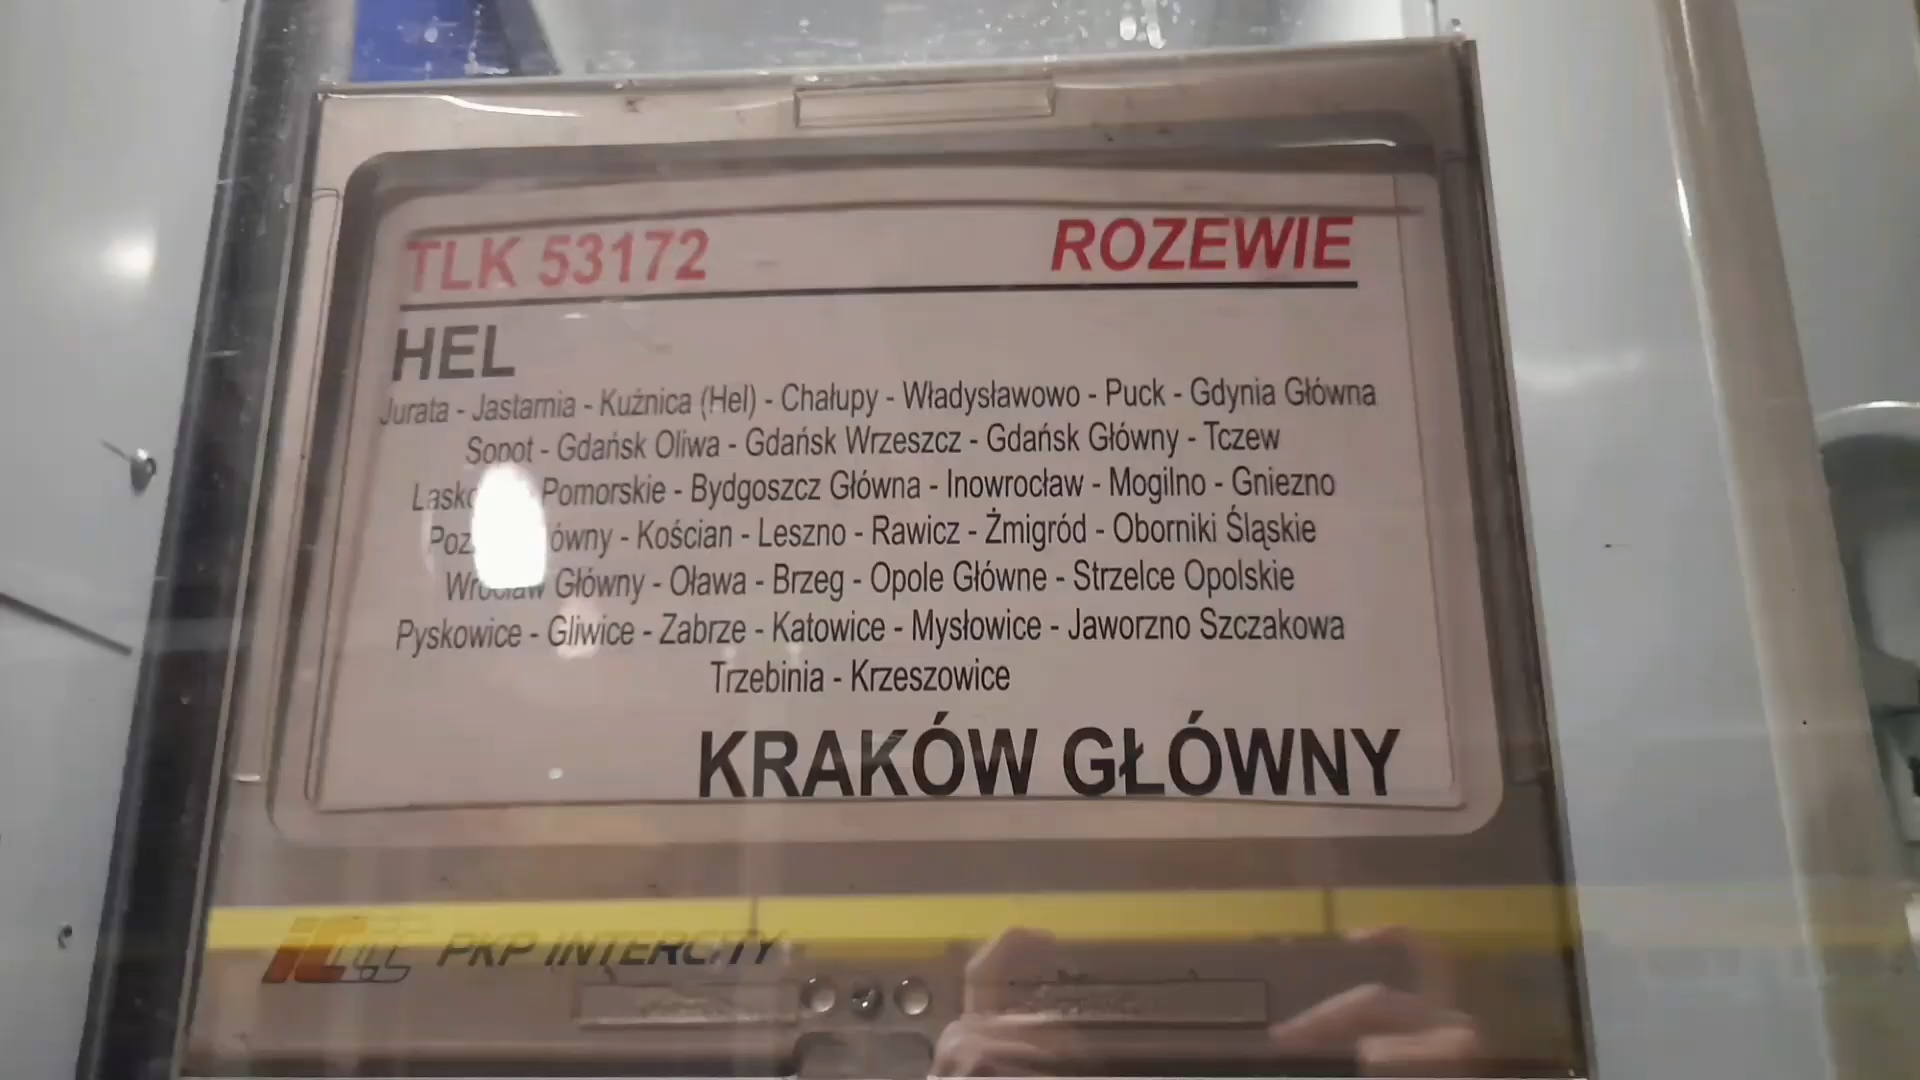 TLK 53172 ROZEWIE
HEL
Jurata - Jastarnia - Kuźnica (Hel) - Chałupy - Władysławowo - Puck - Gdynia Główna
Sopot - Gdańsk Oliwa - Gdańsk Wrzeszcz - Gdańsk Główny - Tczew
Pomorskie - Bydgoszcz Główna - Inowrocław - Mogilno - Gniezno
- Kościan - Leszno - Rawicz - Żmigród - Oborniki Śląskie
Wrocław Główny - Oława - Brzeg - Opole Główne - Strzelce Opolskie
Pyskowice - Gliwice - Zabrze - Katowice - Mysłowice - Jaworzno Szczakowa
Trzebinia - Krzeszowice
KRAKÓW GŁÓWNY
IC PKP INTERCITY